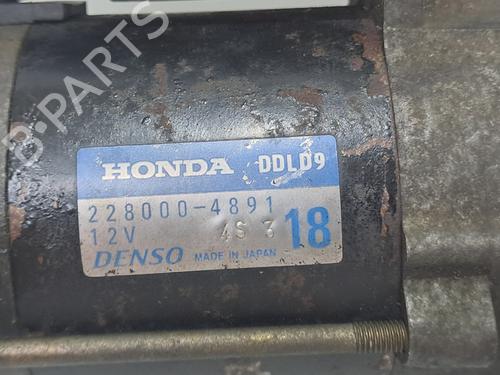 B-PARTS
HONDA DDLD9
228000-4891
12V 4S 3 18
DENSO MADE IN JAPAN